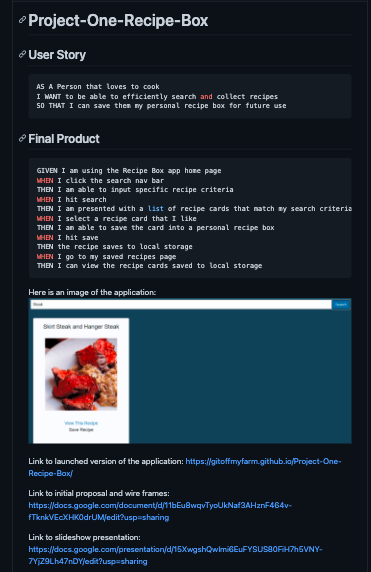 Project-One-Recipe-Box
User Story
AS A Person that loves to cook
I WANT to be able to efficiently search and collect recipes
SO THAT I can save them my personal recipe box for future use
Final Product
GIVEN I am using the Recipe Box app home page
WHEN I click the search nav bar
THEN I am able to input specific recipe criteria
WHEN I hit search
THEN I am presented with a list of recipe cards that match my search criteria
WHEN I select a recipe card that I like
THEN I am able to save the card into a personal recipe box
WHEN I hit save
THEN the recipe saves to local storage
WHEN I go to my saved recipes page
THEN I can view the recipe cards saved to local storage
Here is an image of the application:
Steak
Search
Skirt Steak and Hanger Steak
View This Recipe
Save Recipe
Link to launched version of the application: https://gitoffmyfarm.github.io/Project-One-
Recipe-Box/
Link to initial proposal and wire frames:
https://docs.google.com/document/d/11bEu8wqvTyoUkNaf3AHznF464v-
fTknkVEcXHK0drUM/edit?usp=sharing
Link to slideshow presentation:
https://docs.google.com/presentation/d/15XwgshQwImi6EuFYSUS80FiH7h5VNY-
7YjZ9Lh47nDY/edit?usp=sharing